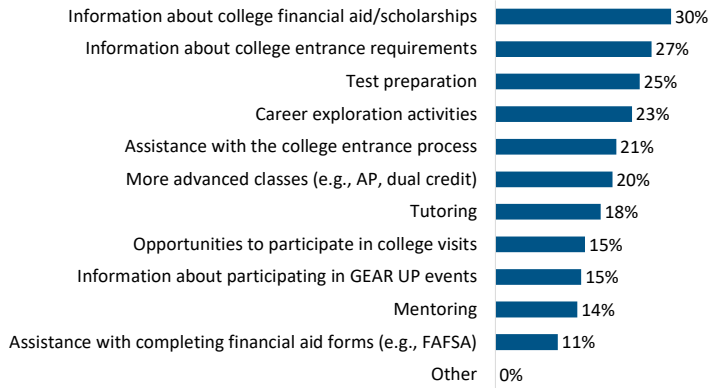 Information about college financial aid/scholarships 30%
Information about college entrance requirements 27%
Test preparation 25%
Career exploration activities 23%
Assistance with the college entrance process 21%
More advanced classes (e.g., AP, dual credit) 20%
Tutoring 18%
Opportunities to participate in college visits 15%
Information about participating in GEAR UP events 15%
Mentoring 14%
Assistance with completing financial aid forms (e.g., FAFSA) 11%
Other 0%